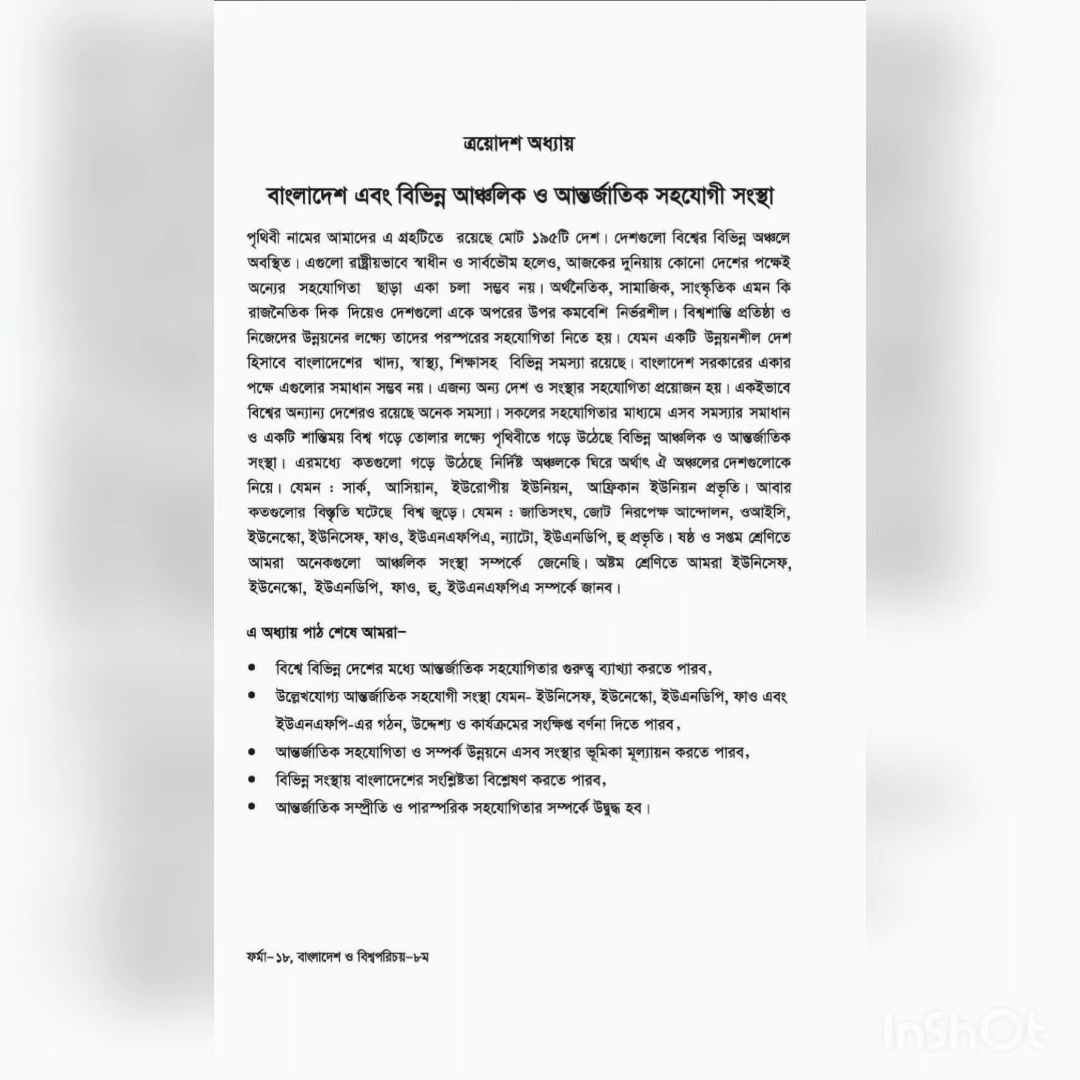 ত্রয়োদশ অধ্যায়
বাংলাদেশ এবং বিভিন্ন আঞ্চলিক ও আন্তর্জাতিক সহযোগী সংস্থা
পৃথিবী নামের আমাদের এ গ্রহটিতে রয়েছে মোট ১৯৫টি দেশ। দেশগুলো বিশ্বের বিভিন্ন অঞ্চলে
অবস্থিত। এগুলো রাষ্ট্রীয়ভাবে স্বাধীন ও সার্বভৌম হলেও, আজকের দুনিয়ায় কোনো দেশের পক্ষেই
অন্যের সহযোগিতা ছাড়া একা চলা সম্ভব নয়। অর্থনৈতিক, সামাজিক, সাংস্কৃতিক এমন কি
রাজনৈতিক দিক দিয়েও দেশগুলো একে অপরের উপর কমবেশি নির্ভরশীল। বিশ্বশান্তি প্রতিষ্ঠা ও
নিজেদের উন্নয়নের লক্ষ্যে তাদের পরস্পরের সহযোগিতা নিতে হয়। যেমন একটি উন্নয়নশীল দেশ
হিসাবে বাংলাদেশের খাদ্য, স্বাস্থ্য, শিক্ষাসহ বিভিন্ন সমস্যা রয়েছে। বাংলাদেশ সরকারের একার
পক্ষে এগুলোর সমাধান সম্ভব নয়। এজন্য অন্য দেশ ও সংস্থার সহযোগিতা প্রয়োজন হয়। একইভাবে
বিশ্বের অন্যান্য দেশেরও রয়েছে অনেক সমস্যা। সকলের সহযোগিতার মাধ্যমে এসব সমস্যার সমাধান
ও একটি শান্তিময় বিশ্ব গড়ে তোলার লক্ষ্যে পৃথিবীতে গড়ে উঠেছে বিভিন্ন আঞ্চলিক ও আন্তর্জাতিক
সংস্থা। এরমধ্যে কতগুলো গড়ে উঠেছে নির্দিষ্ট অঞ্চলকে ঘিরে অর্থাৎ ঐ অঞ্চলের দেশগুলোকে
নিয়ে। যেমন : সার্ক, আসিয়ান, ইউরোপীয় ইউনিয়ন, আফ্রিকান ইউনিয়ন প্রভৃতি। আবার
কতগুলোর বিস্তৃতি ঘটেছে বিশ্ব জুড়ে। যেমন : জাতিসংঘ, জোট নিরপেক্ষ আন্দোলন, ওআইসি,
ইউনেস্কো, ইউনিসেফ, ফাও, ইউএনএফপিএ, ন্যাটো, ইউএনডিপি, হু প্রভৃতি। ষষ্ঠ ও সপ্তম শ্রেণিতে
আমরা অনেকগুলো আঞ্চলিক সংস্থা সম্পর্কে জেনেছি। অষ্টম শ্রেণিতে আমরা ইউনিসেফ,
ইউনেস্কো, ইউএনডিপি, ফাও, হু, ইউএনএফপিএ সম্পর্কে জানব।
এ অধ্যায় পাঠ শেষে আমরা–
• বিশ্বে বিভিন্ন দেশের মধ্যে আন্তর্জাতিক সহযোগিতার গুরুত্ব ব্যাখ্যা করতে পারব,
• উল্লেখযোগ্য আন্তর্জাতিক সহযোগী সংস্থা যেমন- ইউনিসেফ, ইউনেস্কো, ইউএনডিপি, ফাও এবং
ইউএনএফপি-এর গঠন, উদ্দেশ্য ও কার্যক্রমের সংক্ষিপ্ত বর্ণনা দিতে পারব,
• আন্তর্জাতিক সহযোগিতা ও সম্পর্ক উন্নয়নে এসব সংস্থার ভূমিকা মূল্যায়ন করতে পারব,
• বিভিন্ন সংস্থায় বাংলাদেশের সংশ্লিষ্টতা বিশ্লেষণ করতে পারব,
• আন্তর্জাতিক সম্প্রীতি ও পারস্পরিক সহযোগিতার সম্পর্কে উদ্বুদ্ধ হব।
ফর্মা–১৮, বাংলাদেশ ও বিশ্বপরিচয়–৮ম
InShOt